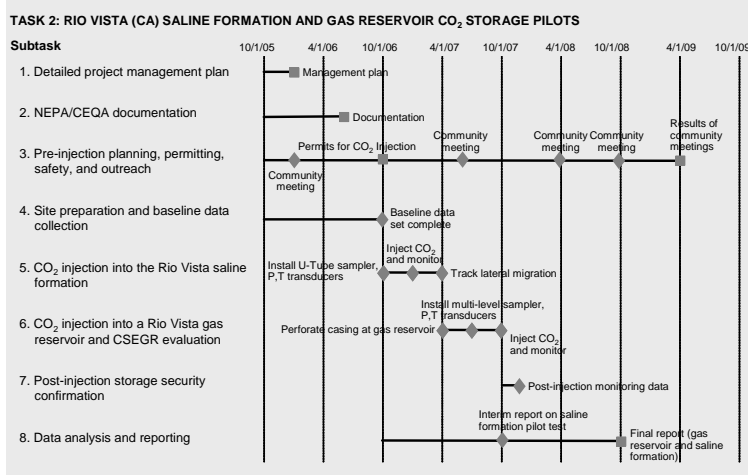 TASK 2: RIO VISTA (CA) SALINE FORMATION AND GAS RESERVOIR CO₂ STORAGE PILOTS
Subtask
10/1/05 4/1/06 10/1/06 4/1/07 10/1/07 4/1/08 10/1/08 4/1/09 10/1/09
1. Detailed project management plan
Management plan
2. NEPA/CEQA documentation
Documentation
3. Pre-injection planning, permitting,
safety, and outreach
Community
meeting
Permits for CO₂ Injection
Community
meeting
Community
meeting
Community
meeting
Results of
community
meetings
4. Site preparation and baseline data
collection
Baseline data
set complete
5. CO₂ injection into the Rio Vista saline
formation
Install U-Tube sampler,
P,T transducers
Inject CO₂
and monitor
Track lateral migration
6. CO₂ injection into a Rio Vista gas
reservoir and CSEGR evaluation
Perforate casing at gas reservoir
Install multi-level sampler,
P,T transducers
Inject CO₂
and monitor
7. Post-injection storage security
confirmation
Post-injection monitoring data
8. Data analysis and reporting
Interim report on saline
formation pilot test
Final report (gas
reservoir and saline
formation)